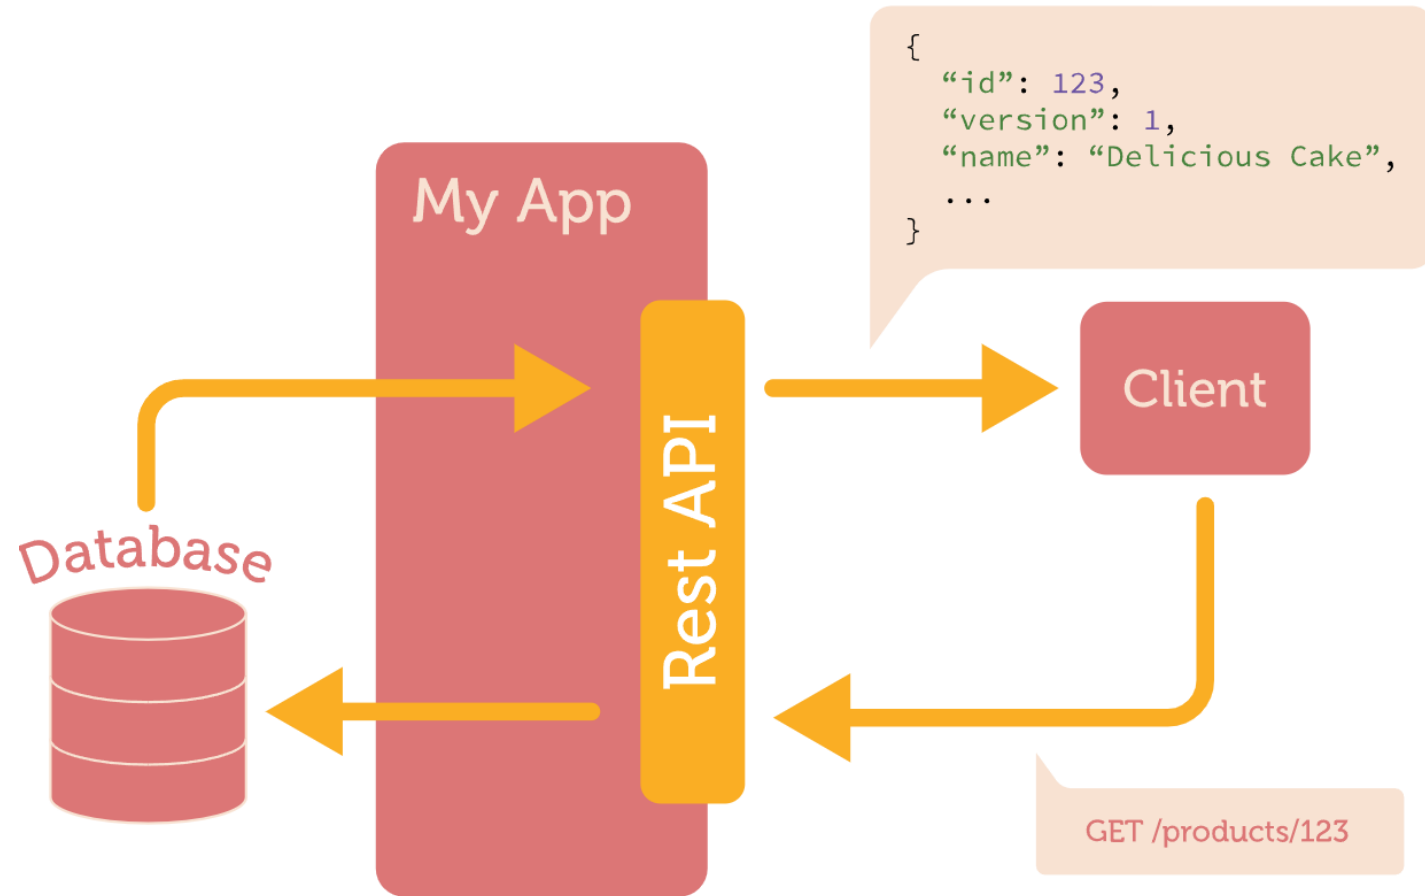 {
“id”: 123,
“version”: 1,
“name”: “Delicious Cake”,
...
}
My App
Rest API
Client
Database
GET /products/123